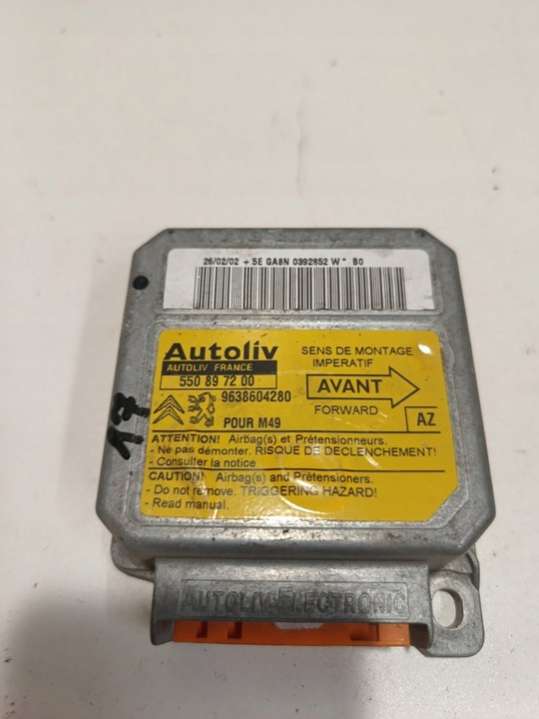 26/02/02 + 5E GA8N 0392852 W * B0
Autoliv
AUTOLIV FRANCE
550 89 72 00
9638604280
POUR M49
SENS DE MONTAGE
IMPERATIF
AVANT
FORWARD
AZ
ATTENTION! Airbag(s) et Prétensionneurs.
- Ne pas démonter. RISQUE DE DECLENCHEMENT!
- Consulter la notice.
CAUTION! Airbag(s) and Prétensioners.
- Do not remove. TRIGGERING HAZARD!
- Read manual.
17
AUTOLIV-ELECTRONIC